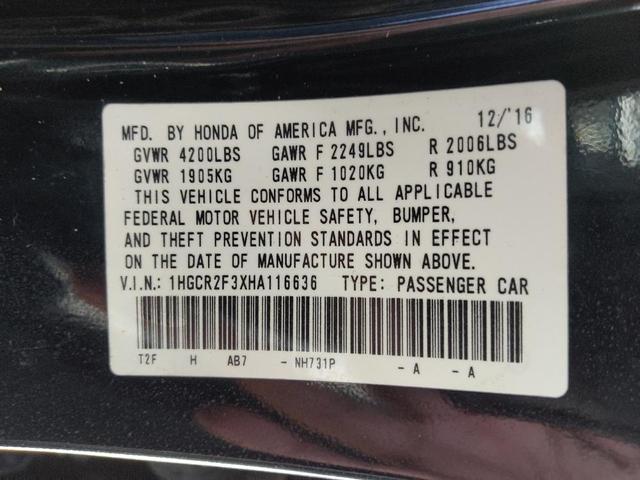 MFD. BY HONDA OF AMERICA MFG., INC. 12/'16
GVWR 4200LBS GAWR F 2249LBS R 2006LBS
GVWR 1905KG GAWR F 1020KG R 910KG
THIS VEHICLE CONFORMS TO ALL APPLICABLE
FEDERAL MOTOR VEHICLE SAFETY, BUMPER,
AND THEFT PREVENTION STANDARDS IN EFFECT
ON THE DATE OF MANUFACTURE SHOWN ABOVE.
V.I.N.: 1HGCR2F3XHA116636 TYPE: PASSENGER CAR
T2F H AB7 - NH731P - A - A